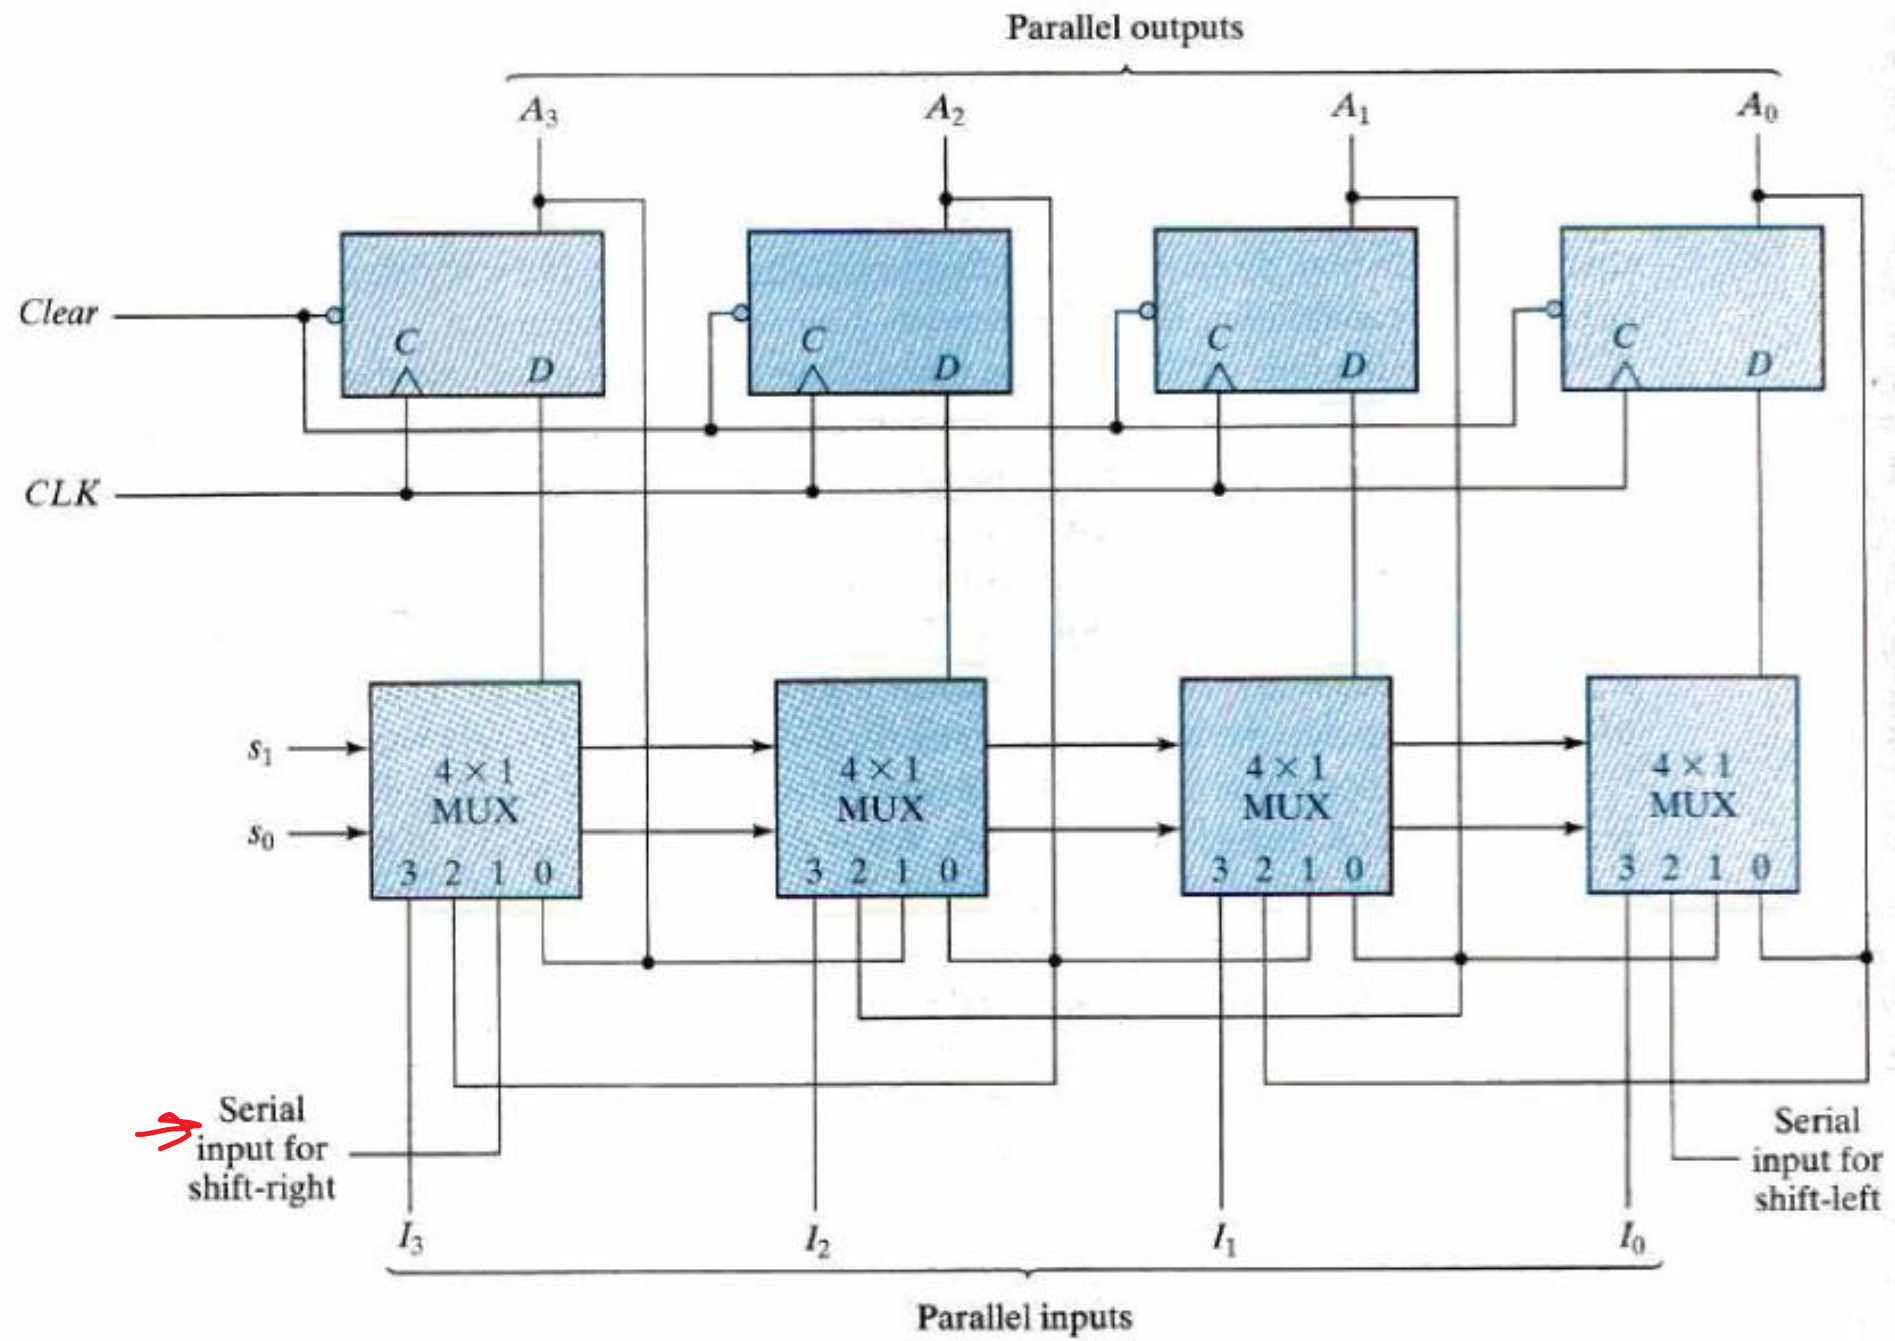 Parallel outputs
A₃ A₂ A₁ A₀
Clear
C D C D C D C D
CLK
s₁
4 × 1 4 × 1 4 × 1 4 × 1
MUX MUX MUX MUX
s₀
3 2 1 0 3 2 1 0 3 2 1 0 3 2 1 0
Serial
input for
shift-right
Serial
input for
shift-left
I₃ I₂ I₁ I₀
Parallel inputs